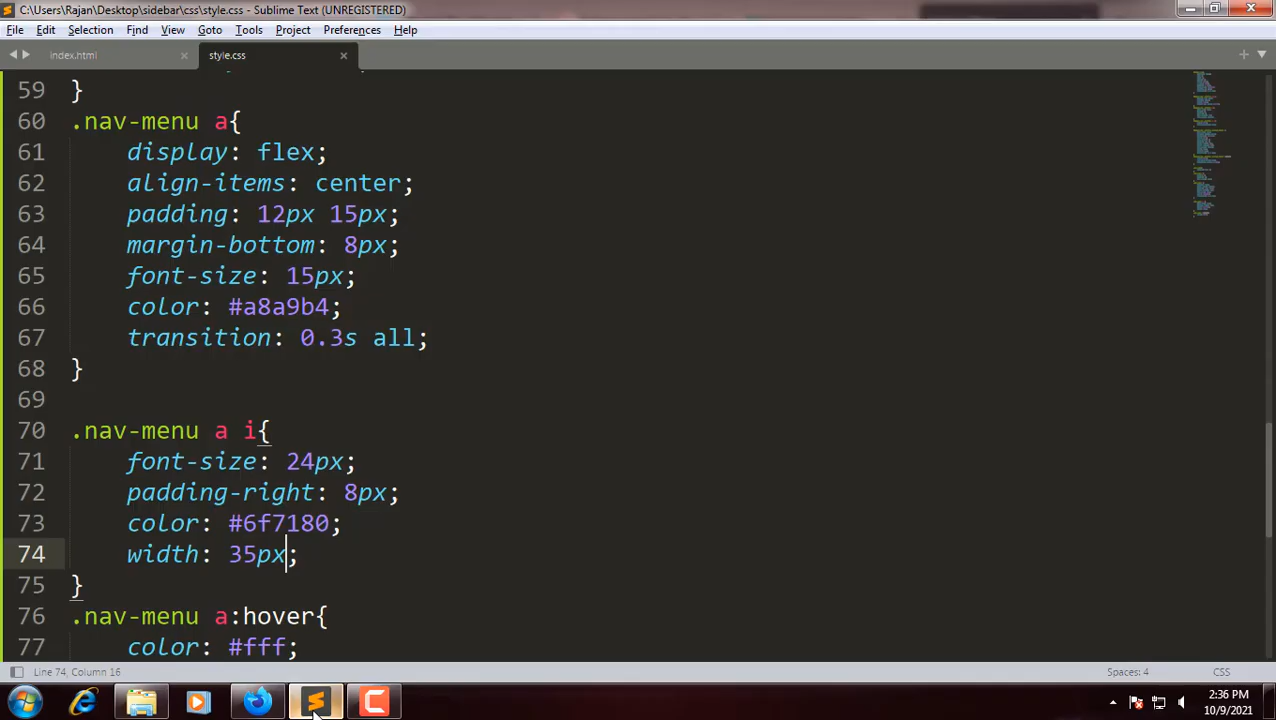 C:\Users\Rajan\Desktop\sidebar\css\style.css - Sublime Text (UNREGISTERED)
File Edit Selection Find View Goto Tools Project Preferences Help
index.html style.css
59 }
60 .nav-menu a{
61 display: flex;
62 align-items: center;
63 padding: 12px 15px;
64 margin-bottom: 8px;
65 font-size: 15px;
66 color: #a8a9b4;
67 transition: 0.3s all;
68 }
69
70 .nav-menu a i{
71 font-size: 24px;
72 padding-right: 8px;
73 color: #6f7180;
74 width: 35px;
75 }
76 .nav-menu a:hover{
77 color: #fff;
Line 74, Column 16 Spaces: 4 CSS
2:36 PM
10/9/2021